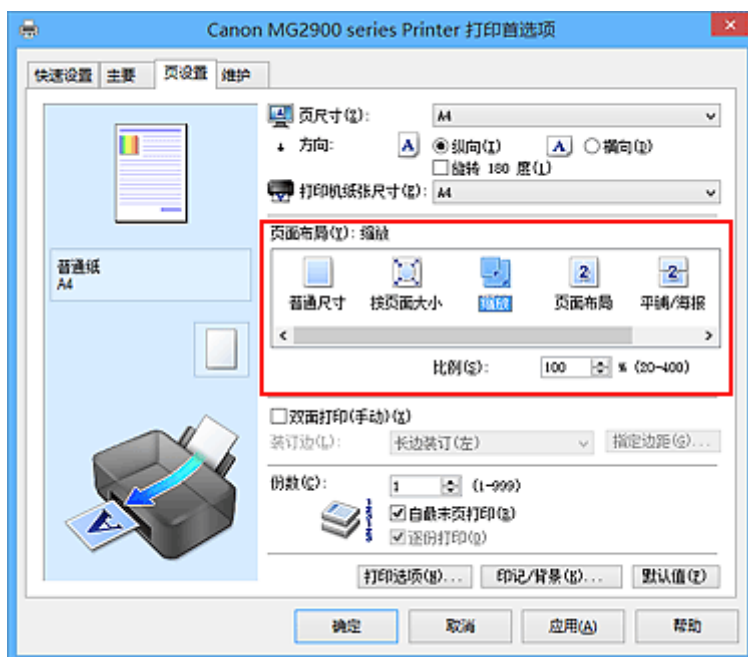 Canon MG2900 series Printer 打印首选项
快速设置 主要 页设置 维护
页尺寸(Z): A4
方向: A 纵向(I) A 横向(D)
旋转 180 度(L)
打印机纸张尺寸(E): A4
页面布局(Y): 缩放
普通尺寸 按页面大小 缩放 页面布局 平铺/海报
比例(S): 100 % (20-400)
普通纸
A4
双面打印(手动)(X)
装订边(L): 长边装订(左) 指定边距(G)...
份数(C): 1 (1-999)
自最末页打印(R)
逐份打印(O)
打印选项(N)... 印记/背景(K)... 默认值(F)
确定 取消 应用(A) 帮助